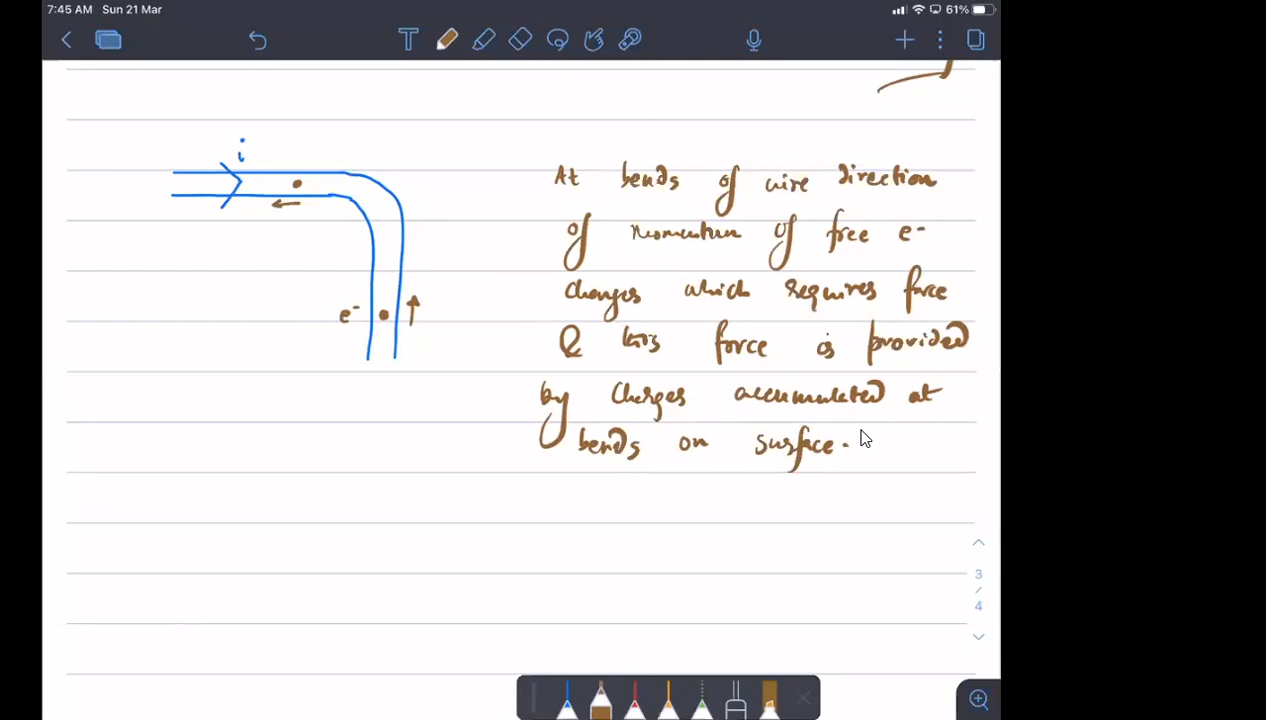 7:45 AM Sun 21 Mar
61%
T
i
e-
At bends of wire direction
of momentum of free e-
changes which requires force
& this force is provided
by charges accumulated at
bends on surface.
3
/
4